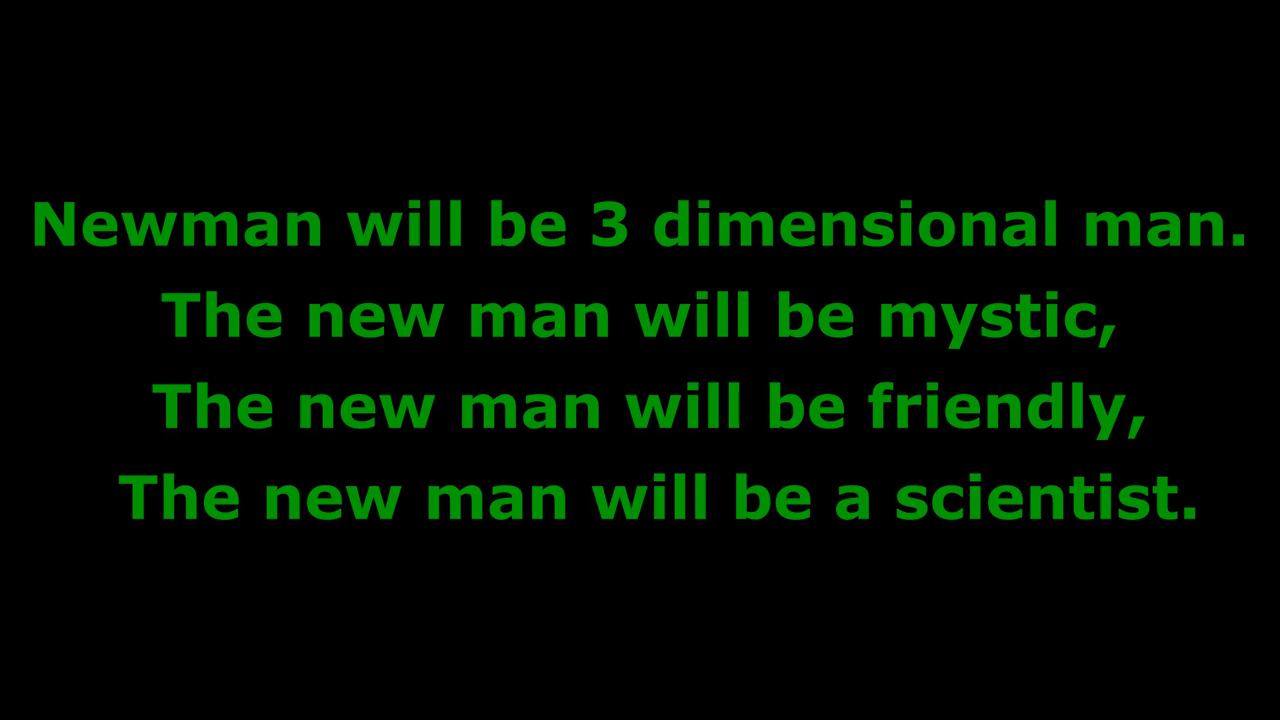 Newman will be 3 dimensional man.
The new man will be mystic,
The new man will be friendly,
The new man will be a scientist.